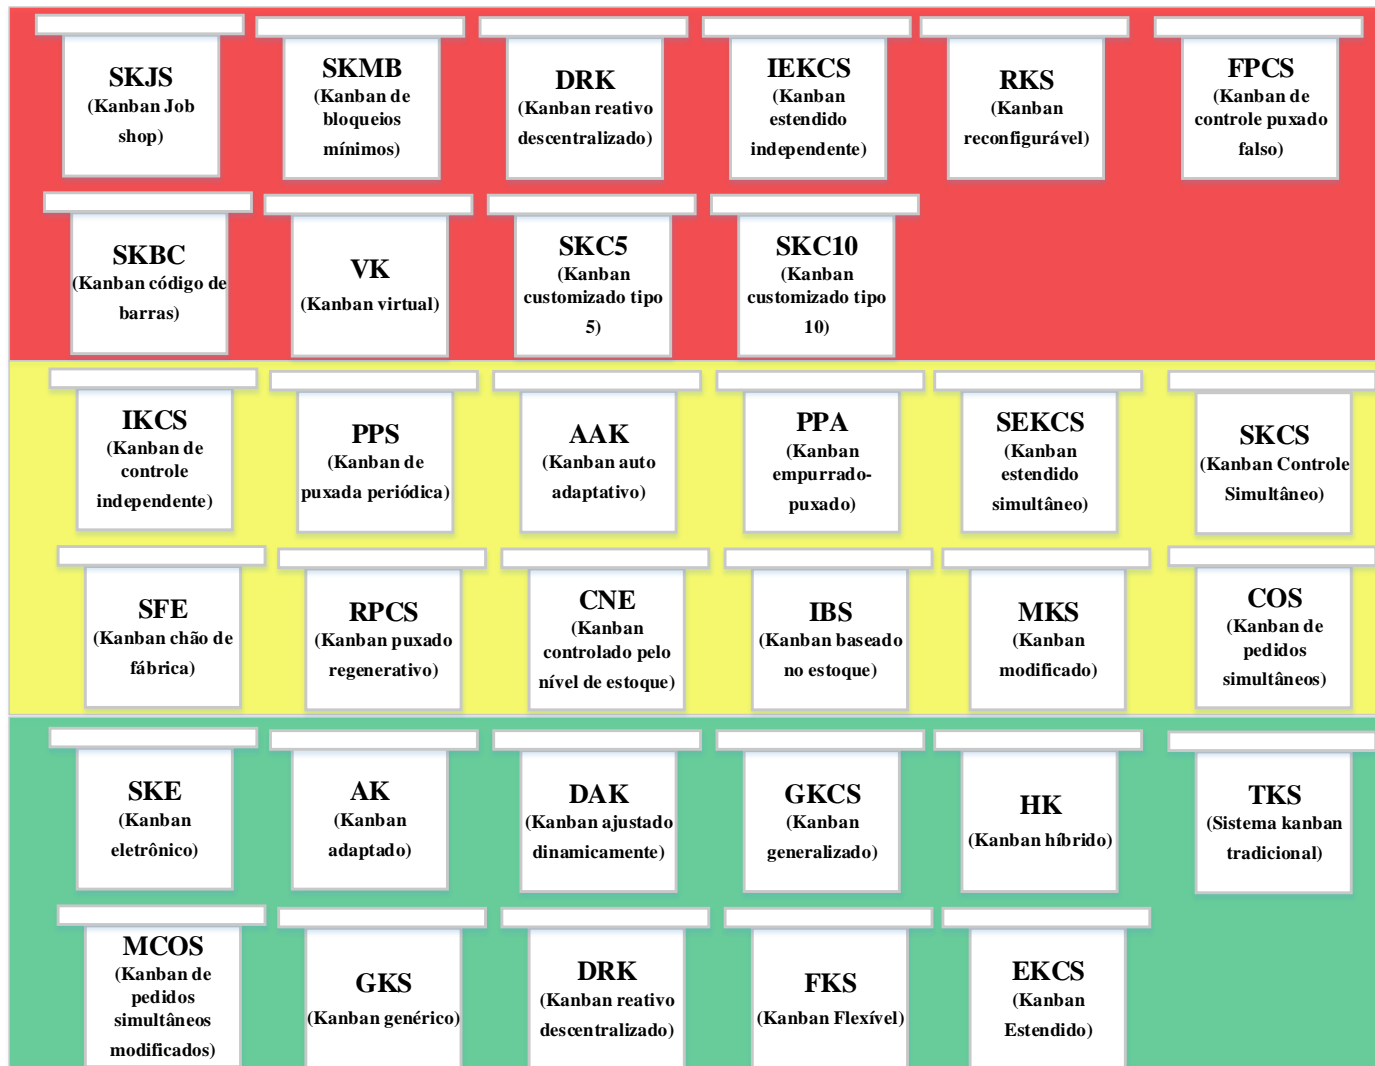 SKJS
(Kanban Job
shop)
SKMB
(Kanban de
bloqueios
mínimos)
DRK
(Kanban reativo
descentralizado)
IEKCS
(Kanban
estendido
independente)
RKS
(Kanban
reconfigurável)
FPCS
(Kanban de
controle puxado
falso)
SKBC
(Kanban código de
barras)
VK
(Kanban virtual)
SKC5
(Kanban
customizado tipo
5)
SKC10
(Kanban
customizado tipo
10)
IKCS
(Kanban de
controle
independente)
PPS
(Kanban de
puxada periódica)
AAK
(Kanban auto
adaptativo)
PPA
(Kanban
empurrado-
puxado)
SEKCS
(Kanban
estendido
simultâneo)
SKCS
(Kanban Controle
Simultâneo)
SFE
(Kanban chão de
fábrica)
RPCS
(Kanban puxado
regenerativo)
CNE
(Kanban
controlado pelo
nível de estoque)
IBS
(Kanban baseado
no estoque)
MKS
(Kanban
modificado)
COS
(Kanban de
pedidos
simultâneos)
SKE
(Kanban
eletrônico)
AK
(Kanban
adaptado)
DAK
(Kanban ajustado
dinamicamente)
GKCS
(Kanban
generalizado)
HK
(Kanban híbrido)
TKS
(Sistema kanban
tradicional)
MCOS
(Kanban de
pedidos
simultâneos
modificados)
GKS
(Kanban genérico)
DRK
(Kanban reativo
descentralizado)
FKS
(Kanban Flexível)
EKCS
(Kanban
Estendido)